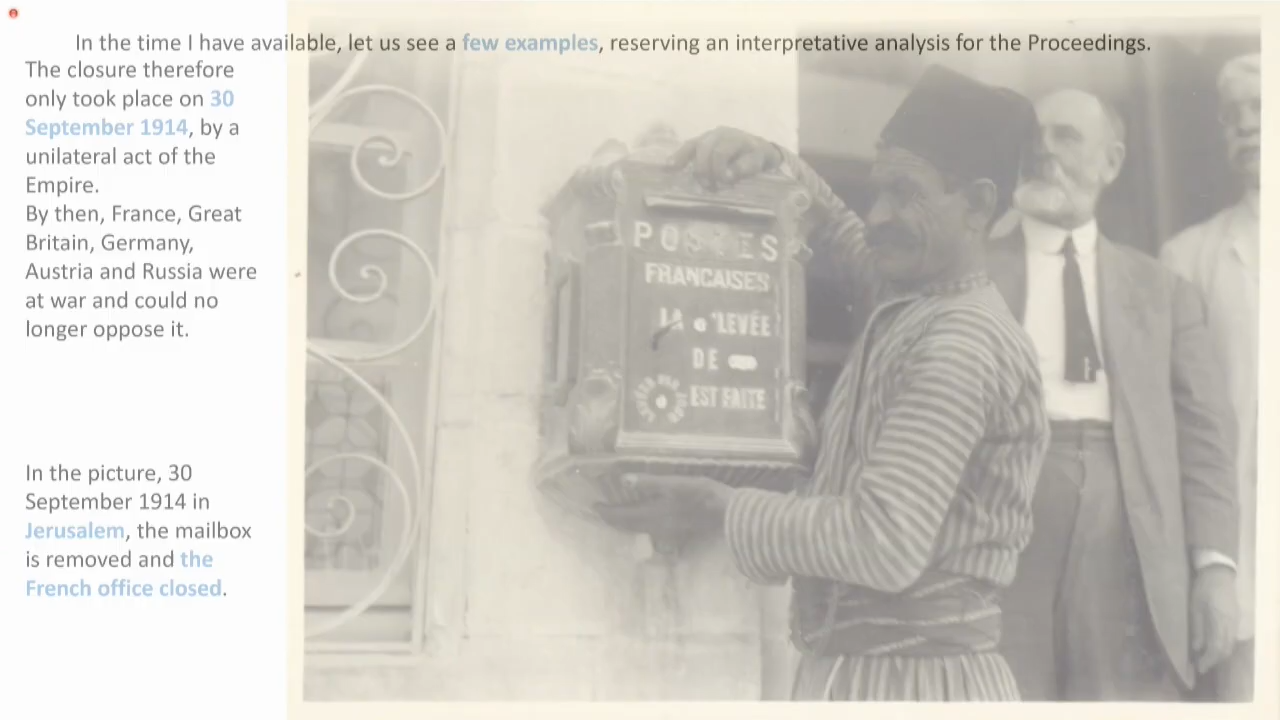 In the time I have available, let us see a few examples, reserving an interpretative analysis for the Proceedings.
The closure therefore
only took place on 30
September 1914, by a
unilateral act of the
Empire.
By then, France, Great
Britain, Germany,
Austria and Russia were
at war and could no
longer oppose it.
In the picture, 30
September 1914 in
Jerusalem, the mailbox
is removed and the
French office closed.
POSTES
FRANÇAISES
LA LEVÉE
DE
EST FAITE